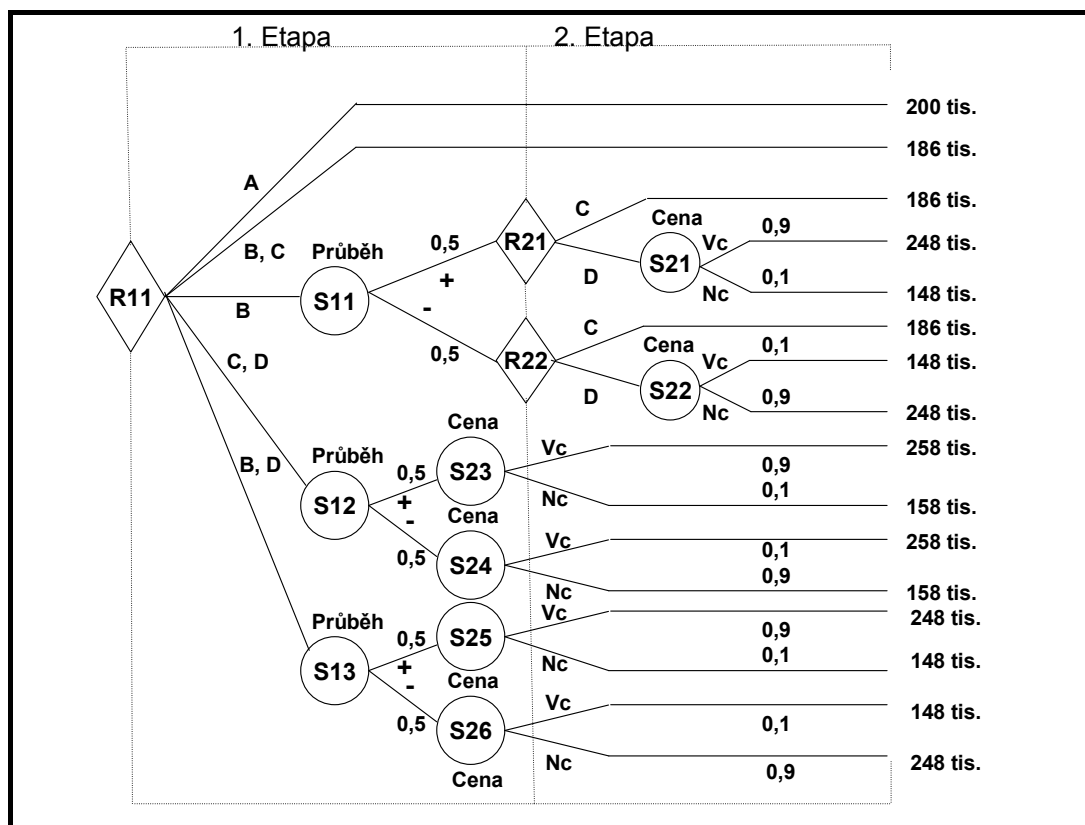 1. Etapa
2. Etapa
200 tis.
186 tis.
A
B, C
B
C, D
B, D
R11
Průběh
S11
0,5
+
-
0,5
R21
C
186 tis.
D
Cena
S21
Vc
0,9
248 tis.
Nc
0,1
148 tis.
R22
C
186 tis.
D
Cena
S22
Vc
0,1
148 tis.
Nc
0,9
248 tis.
Průběh
S12
0,5
+
-
0,5
Cena
S23
Vc
0,9
258 tis.
Nc
0,1
158 tis.
Cena
S24
Vc
0,1
258 tis.
Nc
0,9
158 tis.
Průběh
S13
0,5
+
-
0,5
S25
Cena
Vc
0,9
248 tis.
Nc
0,1
148 tis.
S26
Cena
Vc
0,1
148 tis.
Nc
0,9
248 tis.